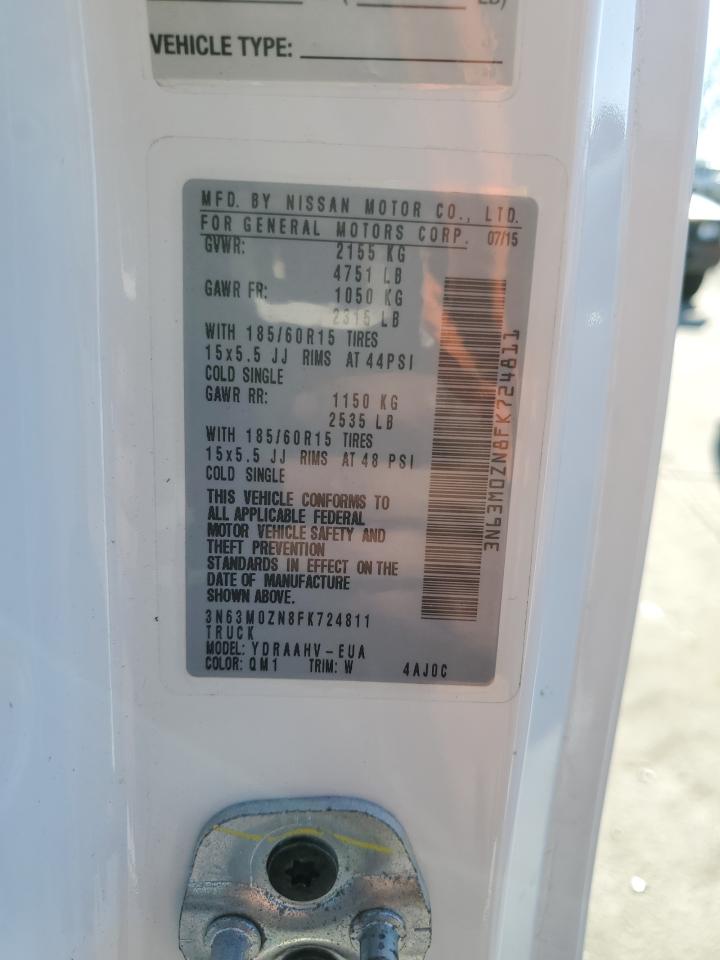 VEHICLE TYPE:
MFD. BY NISSAN MOTOR CO., LTD.
FOR GENERAL MOTORS CORP. 07/15
GVWR: 2155 KG
4751 LB
GAWR FR: 1050 KG
2315 LB
WITH 185/60R15 TIRES
15x5.5 JJ RIMS AT 44PSI
COLD SINGLE
GAWR RR: 1150 KG
2535 LB
WITH 185/60R15 TIRES
15x5.5 JJ RIMS AT 48 PSI
COLD SINGLE
THIS VEHICLE CONFORMS TO
ALL APPLICABLE FEDERAL
MOTOR VEHICLE SAFETY AND
THEFT PREVENTION
STANDARDS IN EFFECT ON THE
DATE OF MANUFACTURE
SHOWN ABOVE.
3N63M0ZN8FK724811
TRUCK
MODEL: YDRAAHV-EUA
COLOR: QM1 TRIM: W 4AJ0C
3N63M0ZN8FK724811